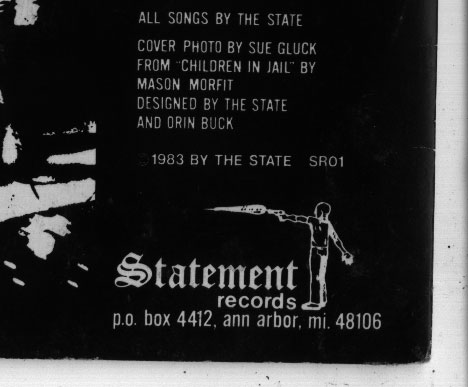 ALL SONGS BY THE STATE
COVER PHOTO BY SUE GLUCK
FROM "CHILDREN IN JAIL" BY
MASON MORFIT
DESIGNED BY THE STATE
AND ORIN BUCK
©1983 BY THE STATE SR01
Statement
records
p.o. box 4412, ann arbor, mi. 48106